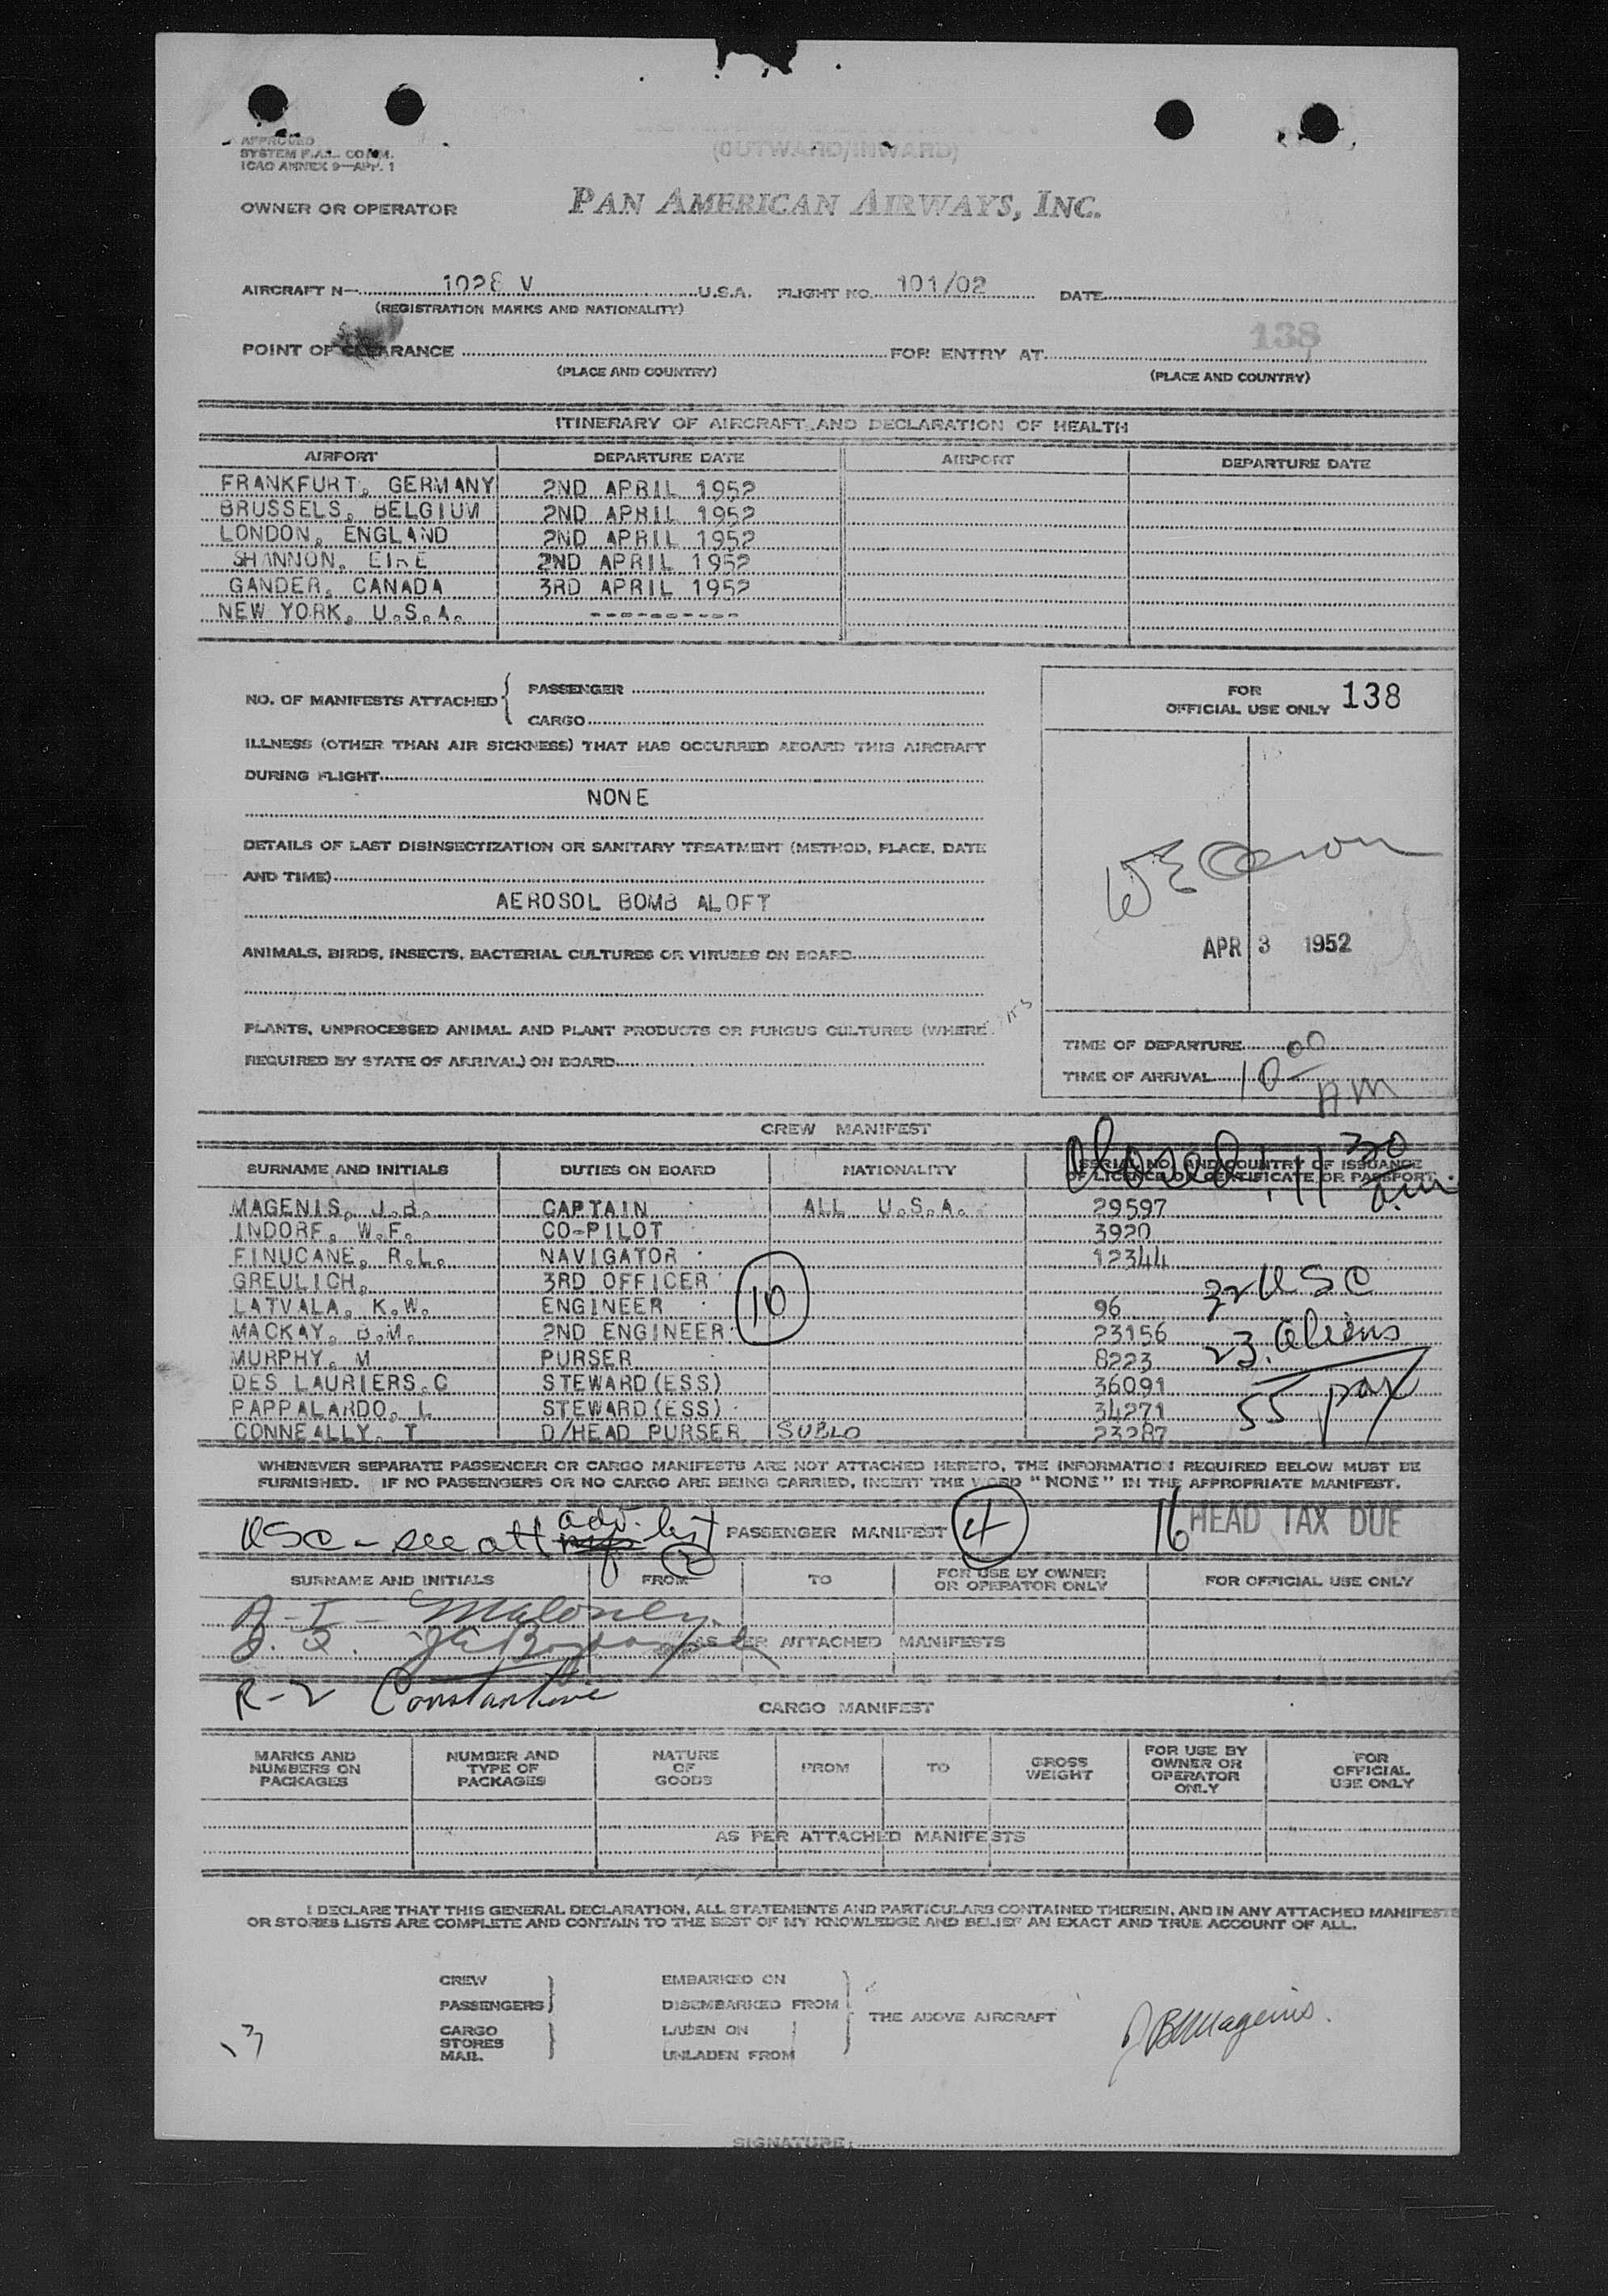 APPROVED
SYSTEM F.A.L. COMM.
ICAO ANNEX 9—APP. 1
(OUTWARD/INWARD)
OWNER OR OPERATOR PAN AMERICAN AIRWAYS, INC.
AIRCRAFT N— 1028 V U.S.A. FLIGHT NO. 101/02 DATE
(REGISTRATION MARKS AND NATIONALITY)
138
POINT OF CLEARANCE FOR ENTRY AT
(PLACE AND COUNTRY) (PLACE AND COUNTRY)
ITINERARY OF AIRCRAFT AND DECLARATION OF HEALTH
AIRPORT DEPARTURE DATE AIRPORT DEPARTURE DATE
FRANKFURT, GERMANY 2ND APRIL 1952
BRUSSELS, BELGIUM 2ND APRIL 1952
LONDON, ENGLAND 2ND APRIL 1952
SHANNON, EIRE 2ND APRIL 1952
GANDER, CANADA 3RD APRIL 1952
NEW YORK, U.S.A. ----------
NO. OF MANIFESTS ATTACHED { PASSENGER
CARGO
FOR
OFFICIAL USE ONLY 138
ILLNESS (OTHER THAN AIR SICKNESS) THAT HAS OCCURRED ABOARD THIS AIRCRAFT
DURING FLIGHT
NONE
DETAILS OF LAST DISINSECTIZATION OR SANITARY TREATMENT (METHOD, PLACE, DATE
AND TIME)
AEROSOL BOMB ALOFT
APR 3 1952
ANIMALS, BIRDS, INSECTS, BACTERIAL CULTURES OR VIRUSES ON BOARD
PLANTS, UNPROCESSED ANIMAL AND PLANT PRODUCTS OR FUNGUS CULTURES (WHERE
REQUIRED BY STATE OF ARRIVAL) ON BOARD
TIME OF DEPARTURE
TIME OF ARRIVAL 10 00
AM
CREW MANIFEST
Closed 11 30 am
SURNAME AND INITIALS DUTIES ON BOARD NATIONALITY SERIAL NO. AND COUNTRY OF ISSUANCE
OF LICENCE OR CERTIFICATE OR PASSPORT
MAGENIS, J.B. CAPTAIN ALL U.S.A. 29597
INDORF, W.F. CO-PILOT 3920
FINUCANE, R.L. NAVIGATOR 12344
GREULICH, 3RD OFFICER 32 USC
LATVALA, K.W. ENGINEER 10 96
MACKAY, B.M. 2ND ENGINEER 23156 23 aliens
MURPHY, M PURSER 8223
DES LAURIERS, C STEWARD(ESS) 36091 55 pax
PAPPALARDO, L STEWARD(ESS) 34271
CONNEALLY, T D/HEAD PURSER SUBLO 23287
WHENEVER SEPARATE PASSENGER OR CARGO MANIFESTS ARE NOT ATTACHED HERETO, THE INFORMATION REQUIRED BELOW MUST BE
FURNISHED. IF NO PASSENGERS OR NO CARGO ARE BEING CARRIED, INSERT THE WORD "NONE" IN THE APPROPRIATE MANIFEST.
USC - see att adv. list PASSENGER MANIFEST 4 16 HEAD TAX DUE
SURNAME AND INITIALS FROM TO FOR USE BY OWNER
OR OPERATOR ONLY FOR OFFICIAL USE ONLY
Maloney
AS PER ATTACHED MANIFESTS
R-2 Constantine
CARGO MANIFEST
MARKS AND
NUMBERS ON
PACKAGES NUMBER AND
TYPE OF
PACKAGES NATURE
OF
GOODS FROM TO GROSS
WEIGHT FOR USE BY
OWNER OR
OPERATOR
ONLY FOR
OFFICIAL
USE ONLY
AS PER ATTACHED MANIFESTS
I DECLARE THAT THIS GENERAL DECLARATION, ALL STATEMENTS AND PARTICULARS CONTAINED THEREIN, AND IN ANY ATTACHED MANIFESTS
OR STORES LISTS ARE COMPLETE AND CONTAIN TO THE BEST OF MY KNOWLEDGE AND BELIEF AN EXACT AND TRUE ACCOUNT OF ALL.
CREW EMBARKED ON
PASSENGERS DISEMBARKED FROM
THE ABOVE AIRCRAFT JB Magenis.
CARGO LADEN ON
STORES
MAIL UNLADEN FROM
13
SIGNATURE: